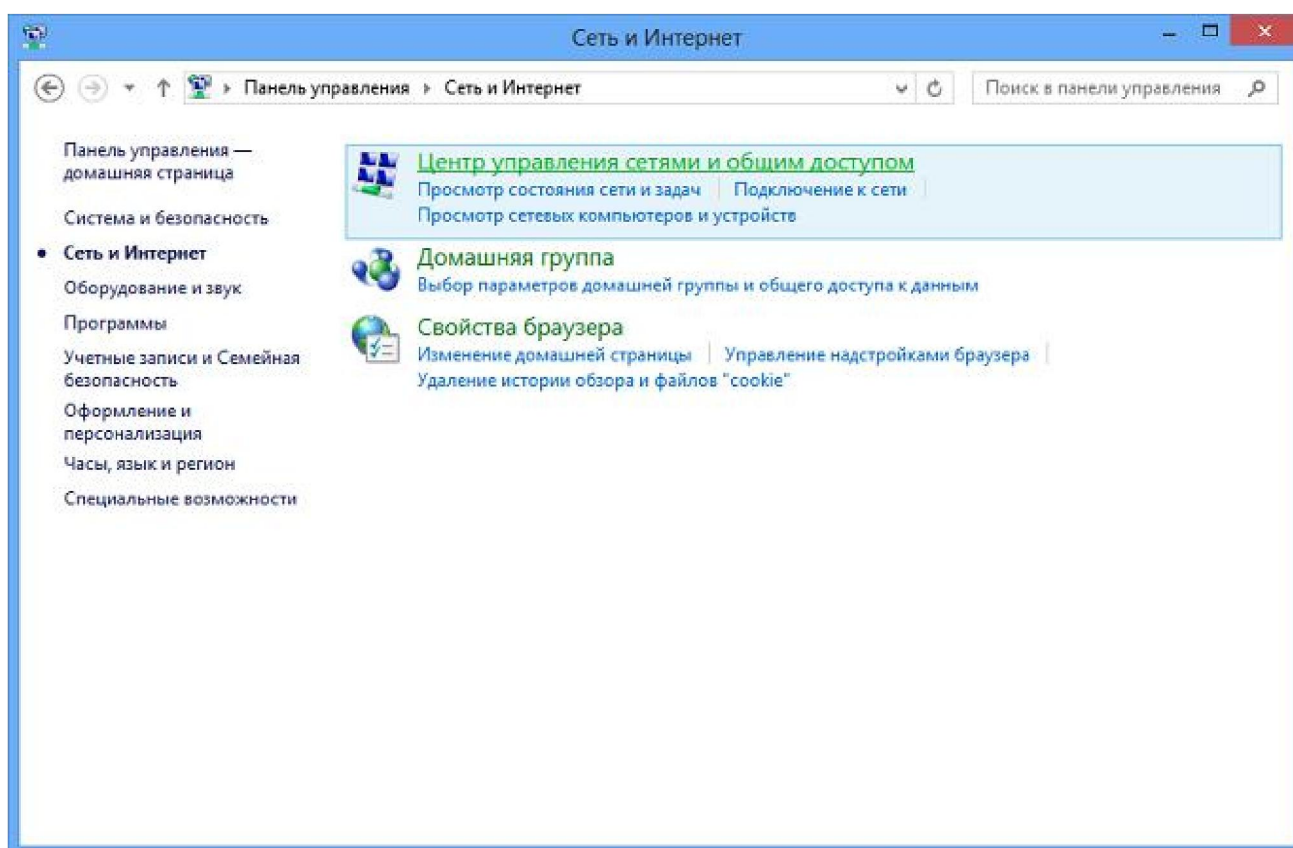 Сеть и Интернет
Панель управления
Сеть и Интернет
Поиск в панели управления
Панель управления —
домашняя страница
Система и безопасность
Сеть и Интернет
Оборудование и звук
Программы
Учетные записи и Семейная
безопасность
Оформление и
персонализация
Часы, язык и регион
Специальные возможности
Центр управления сетями и общим доступом
Просмотр состояния сети и задач
Подключение к сети
Просмотр сетевых компьютеров и устройств
Домашняя группа
Выбор параметров домашней группы и общего доступа к данным
Свойства браузера
Изменение домашней страницы
Управление надстройками браузера
Удаление истории обзора и файлов "cookie"